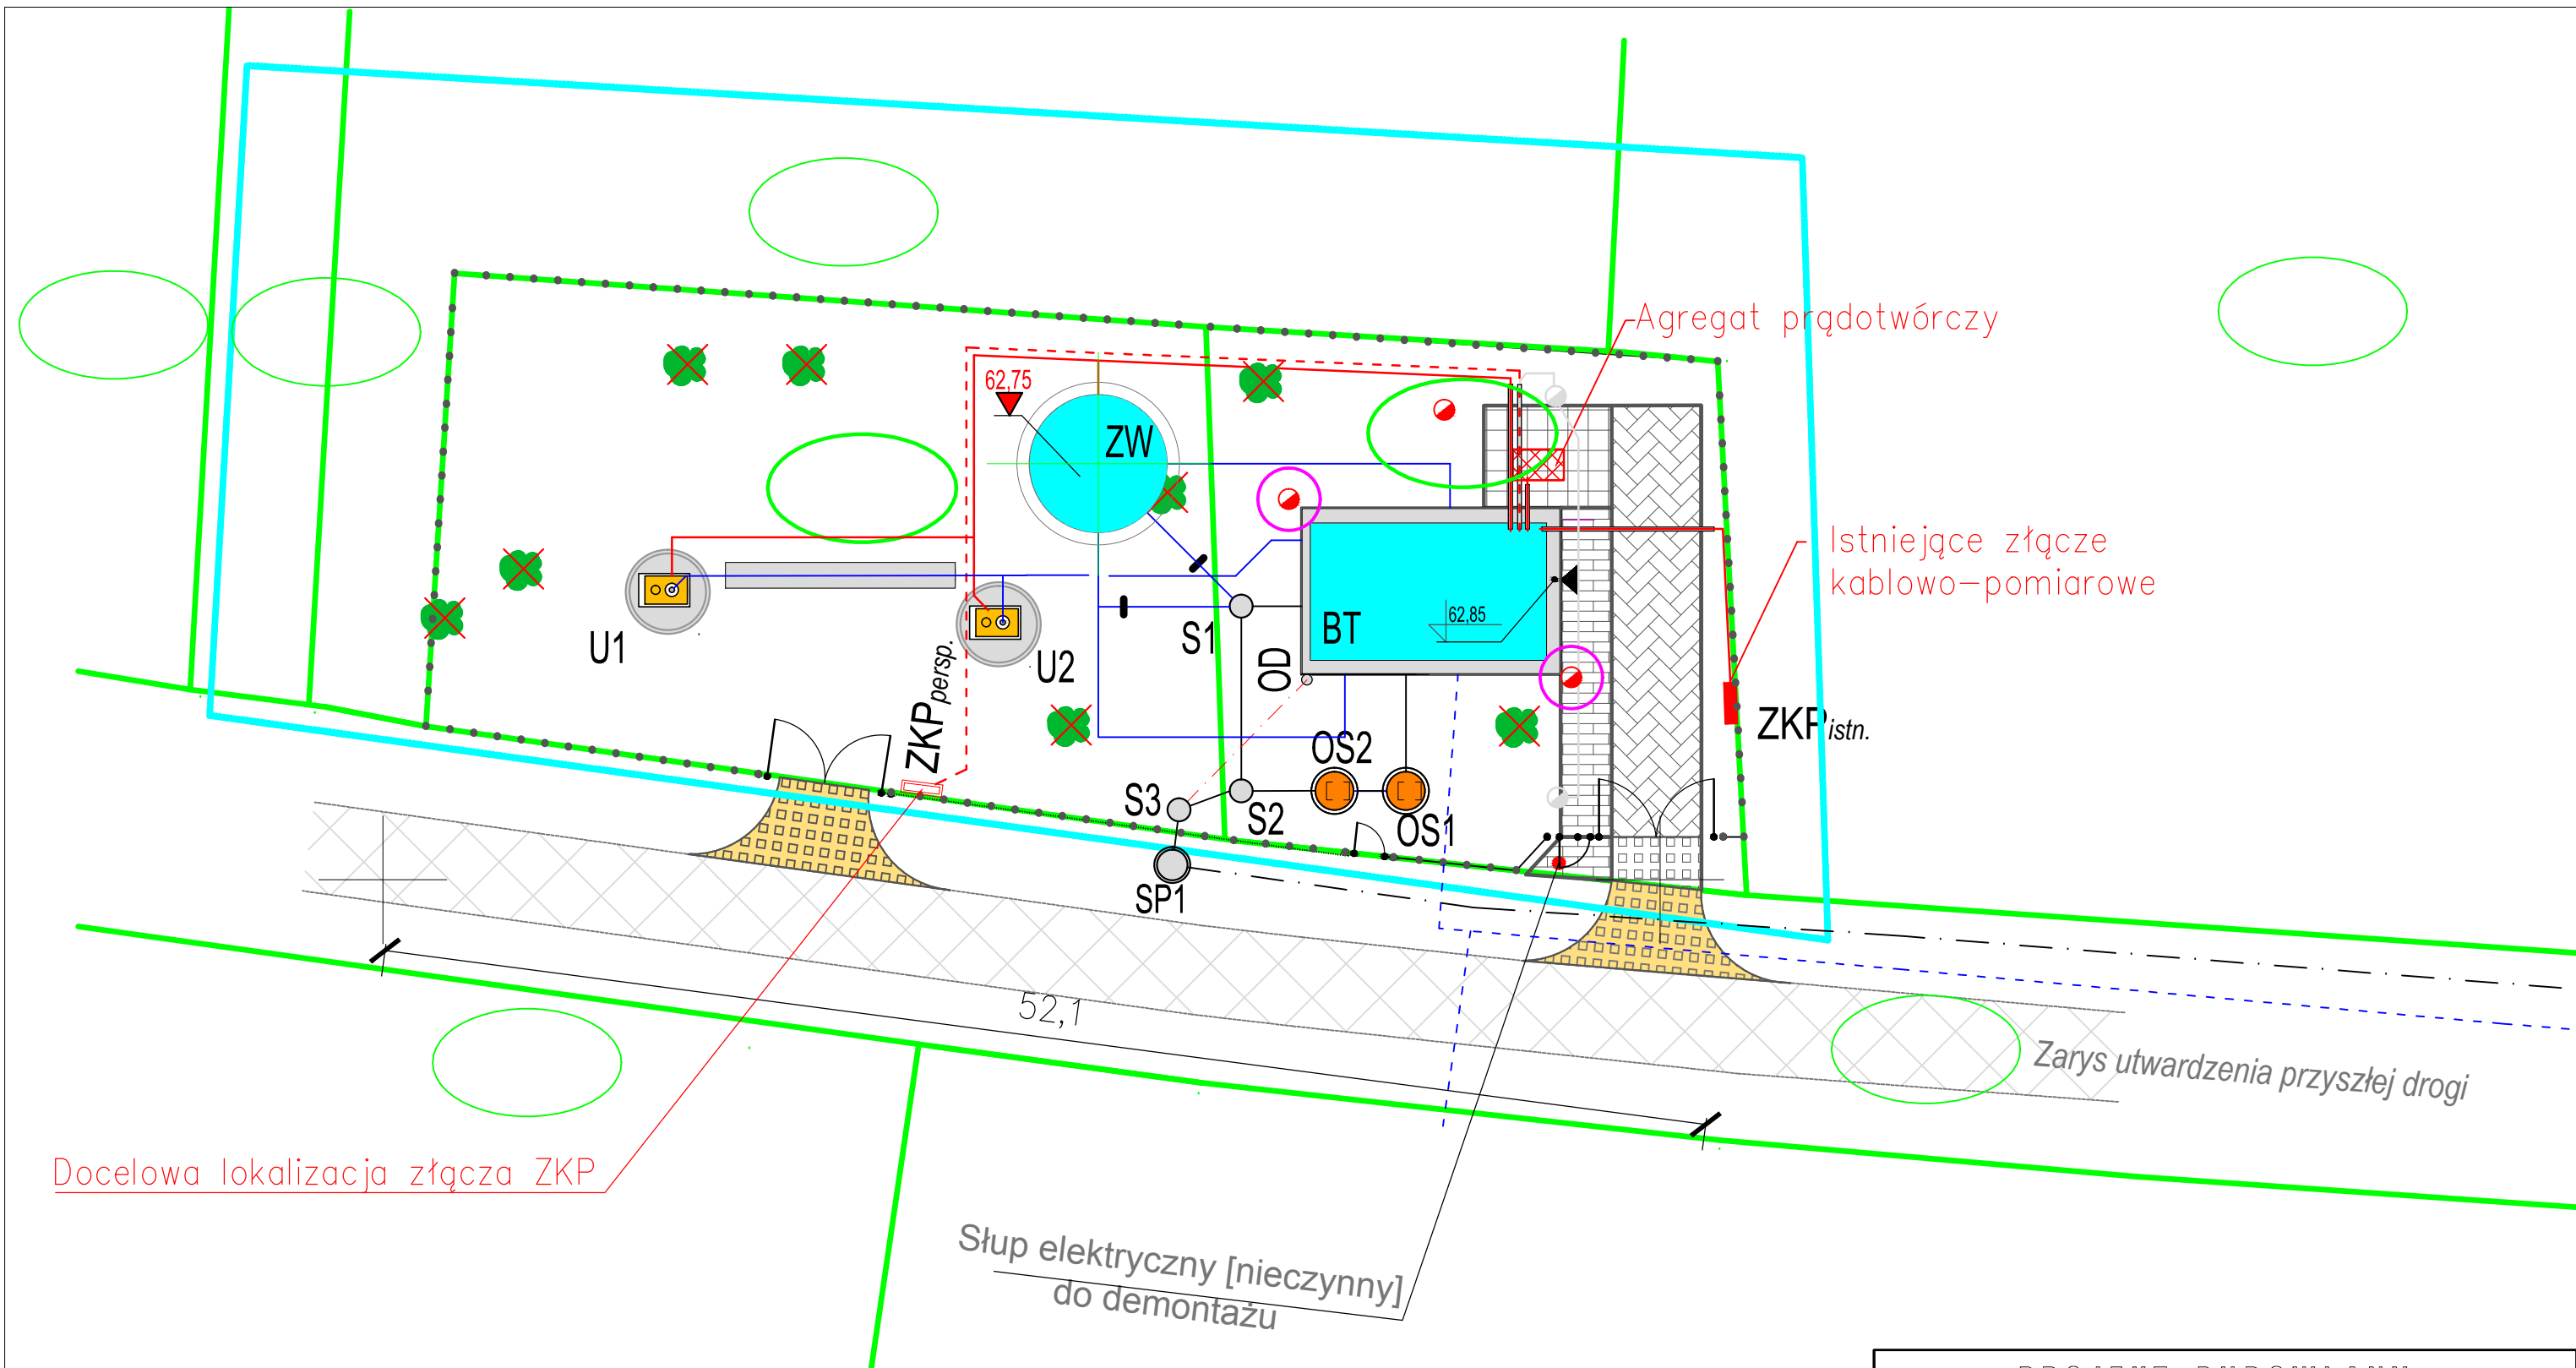 Agregat prądotwórczy
62,75
ZW
Istniejące złącze
kablowo-pomiarowe
U1
U2
S1
BT
62,85
OD
ZKPpersp.
ZKPistn.
OS2
S3
S2
OS1
SP1
52,1
Zarys utwardzenia przyszłej drogi
Docelowa lokalizacja złącza ZKP
Słup elektryczny [nieczynny]
do demontażu